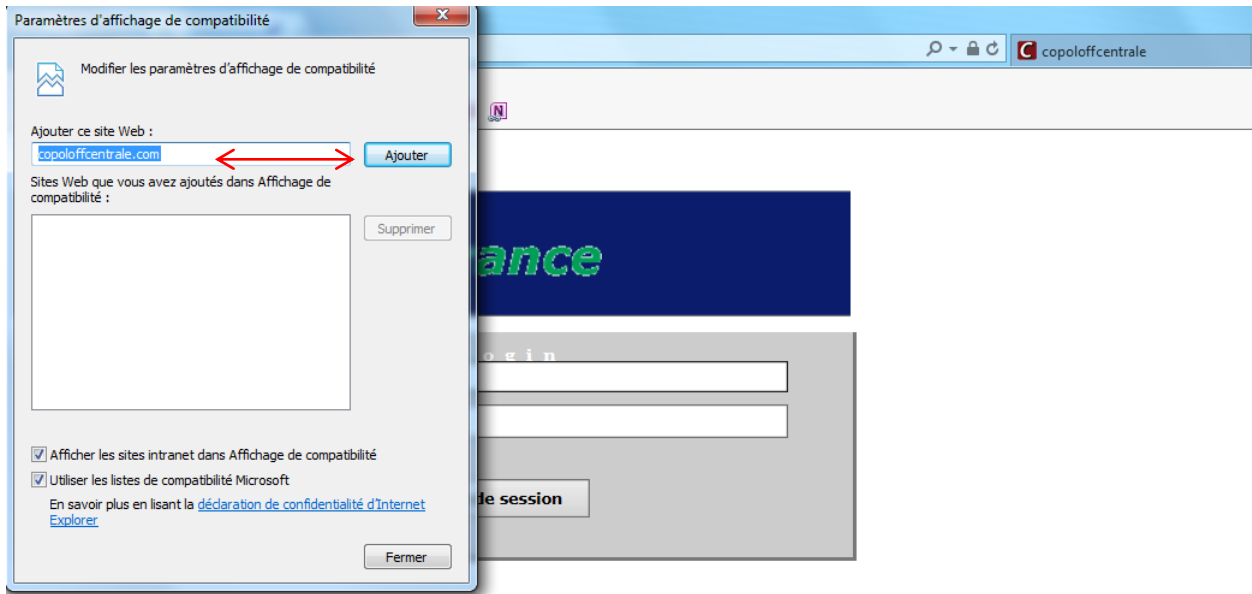 Paramètres d'affichage de compatibilité
copoloffcentrale
Modifier les paramètres d'affichage de compatibilité
Ajouter ce site Web :
copoloffcentrale.com
Ajouter
Sites Web que vous avez ajoutés dans Affichage de
compatibilité :
Supprimer
ance
ogin
Afficher les sites intranet dans Affichage de compatibilité
Utiliser les listes de compatibilité Microsoft
de session
En savoir plus en lisant la déclaration de confidentialité d'Internet
Explorer
Fermer